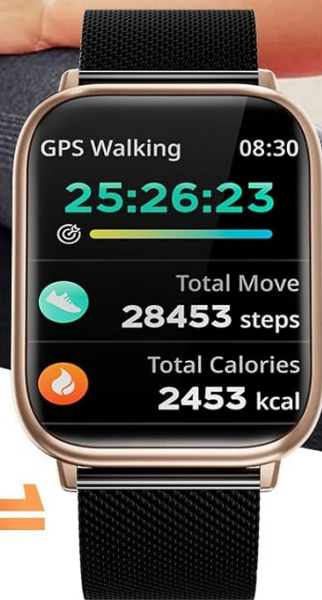 GPS Walking 08:30
25:26:23
Total Move
28453 steps
Total Calories
2453 kcal